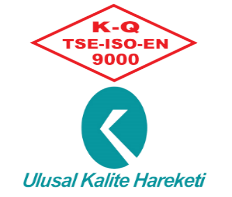 K-Q
TSE-ISO-EN
9000
Ulusal Kalite Hareketi